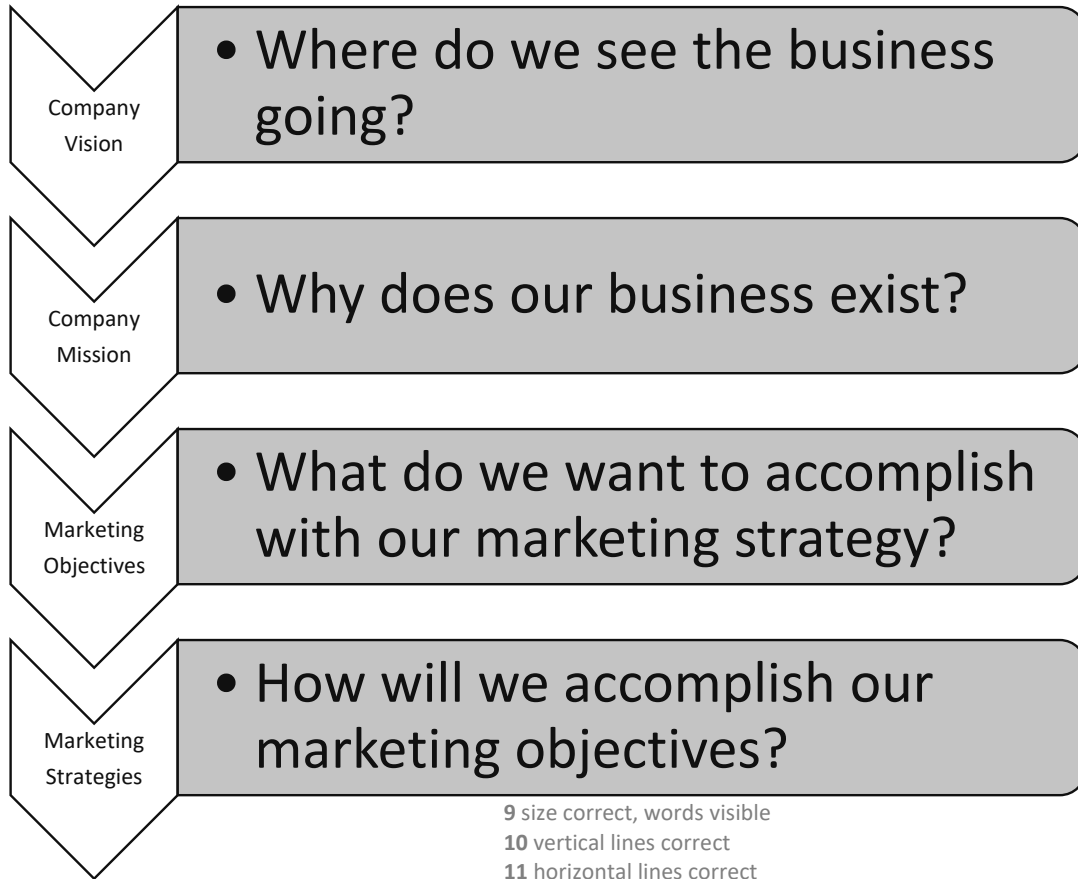 Company
Vision
• Where do we see the business
going?
Company
Mission
• Why does our business exist?
Marketing
Objectives
• What do we want to accomplish
with our marketing strategy?
Marketing
Strategies
• How will we accomplish our
marketing objectives?
9 size correct, words visible
10 vertical lines correct
11 horizontal lines correct